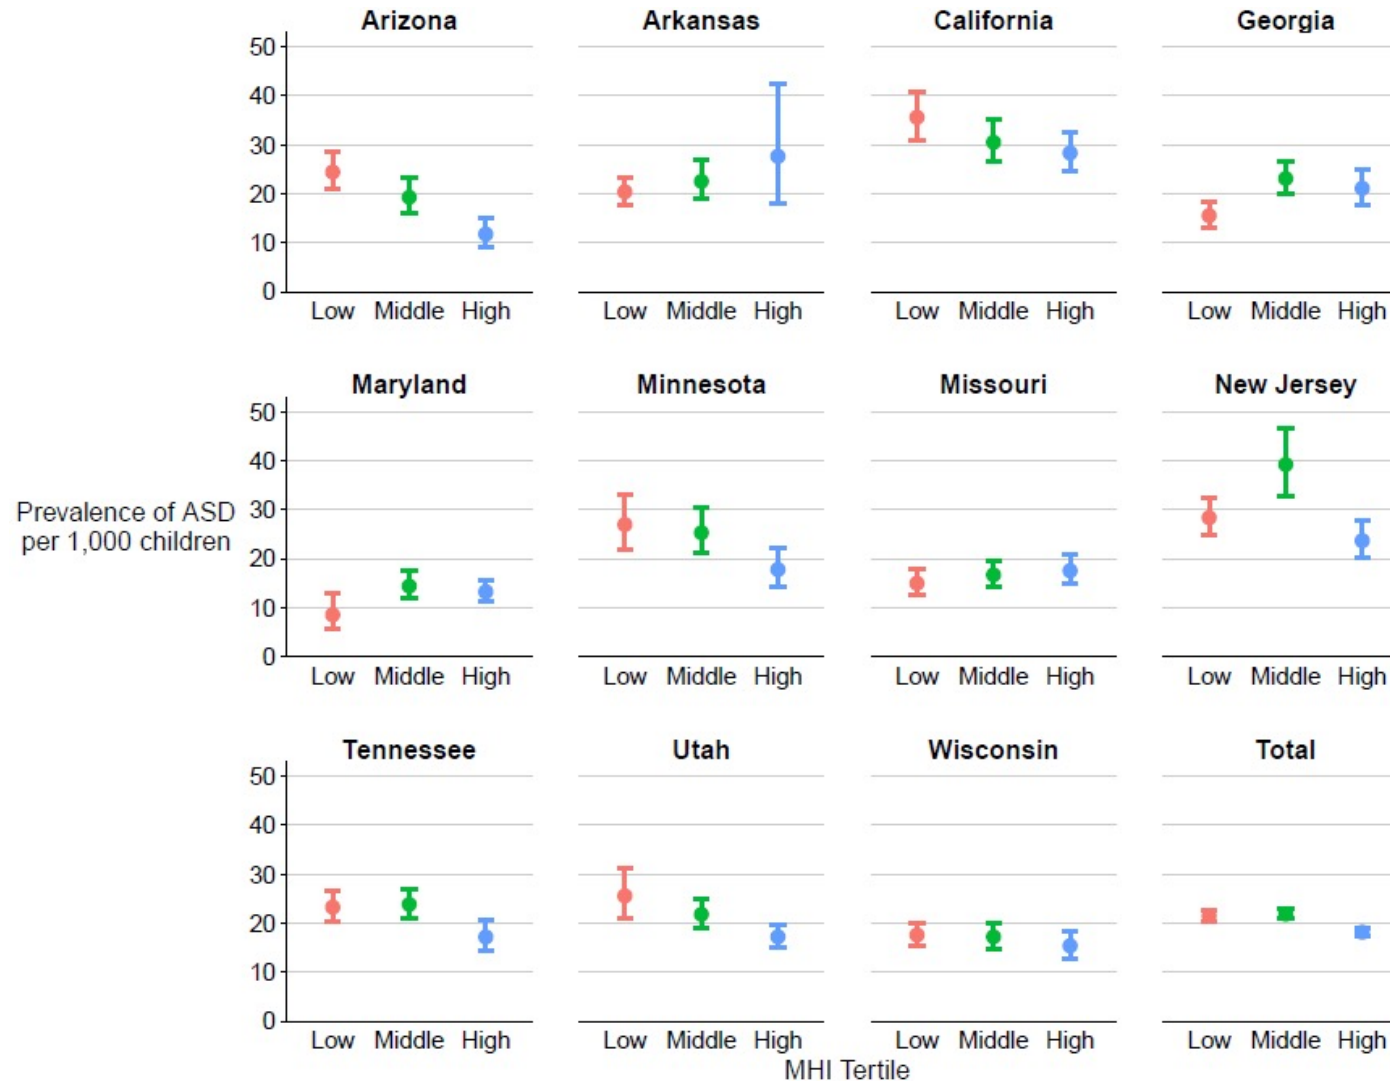 Arizona Arkansas California Georgia
50
40
30
20
10
0
Low Middle High Low Middle High Low Middle High Low Middle High
Maryland Minnesota Missouri New Jersey
50
40
30
20
10
0
Prevalence of ASD
per 1,000 children
Low Middle High Low Middle High Low Middle High Low Middle High
Tennessee Utah Wisconsin Total
50
40
30
20
10
0
Low Middle High Low Middle High Low Middle High Low Middle High
MHI Tertile